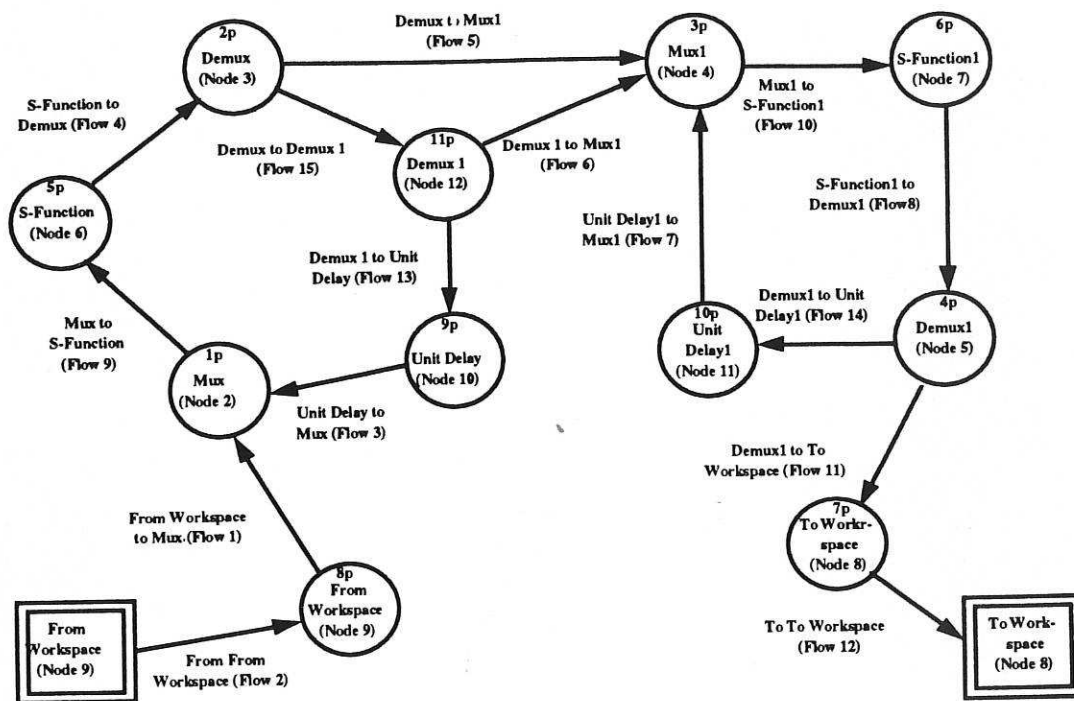 2p
Demux
(Node 3)
Demux to Mux1
(Flow 5)
3p
Mux1
(Node 4)
6p
S-Function1
(Node 7)
Mux1 to
S-Function1
(Flow 10)
S-Function to
Demux (Flow 4)
Demux to Demux 1
(Flow 15)
11p
Demux 1
(Node 12)
Demux 1 to Mux1
(Flow 6)
5p
S-Function
(Node 6)
S-Function1 to
Demux1 (Flow8)
Unit Delay1 to
Mux1 (Flow 7)
Demux 1 to Unit
Delay (Flow 13)
Demux1 to Unit
Delay1 (Flow 14)
4p
Demux1
(Node 5)
10p
Unit
Delay1
(Node 11)
9p
Unit Delay
(Node 10)
Mux to
S-Function
(Flow 9)
1p
Mux
(Node 2)
Unit Delay to
Mux (Flow 3)
Demux1 to To
Workspace (Flow 11)
From Workspace
to Mux.(Flow 1)
7p
To Workr-
space
(Node 8)
8p
From
Workspace
(Node 9)
From
Workspace
(Node 9)
From From
Workspace (Flow 2)
To To Workspace
(Flow 12)
To Work-
space
(Node 8)